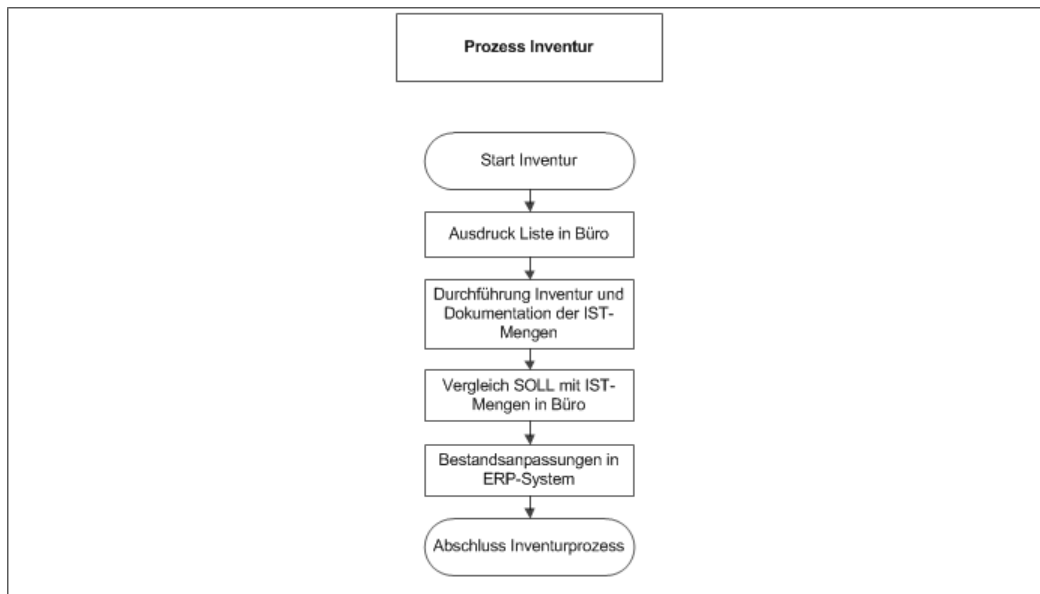 Prozess Inventur
Start Inventur
Ausdruck Liste in Büro
Durchführung Inventur und
Dokumentation der IST-
Mengen
Vergleich SOLL mit IST-
Mengen in Büro
Bestandsanpassungen in
ERP-System
Abschluss Inventurprozess